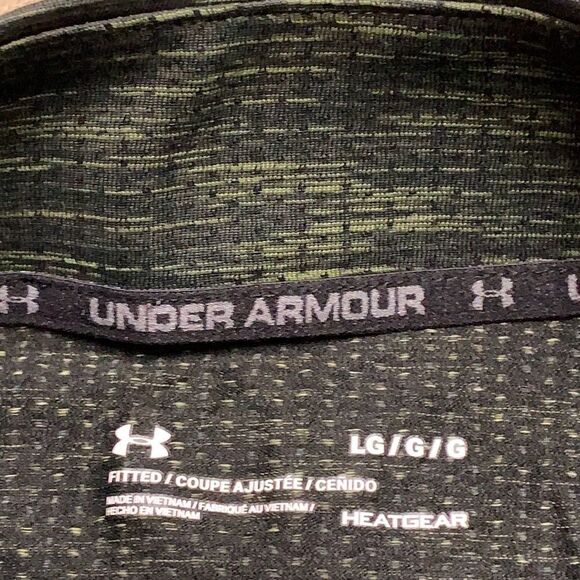 UNDER ARMOUR
LG / G / G
FITTED / COUPE AJUSTÉE / CEÑIDO
MADE IN VIETNAM / FABRIQUÉ AU VIETNAM /
HECHO EN VIETNAM
HEATGEAR